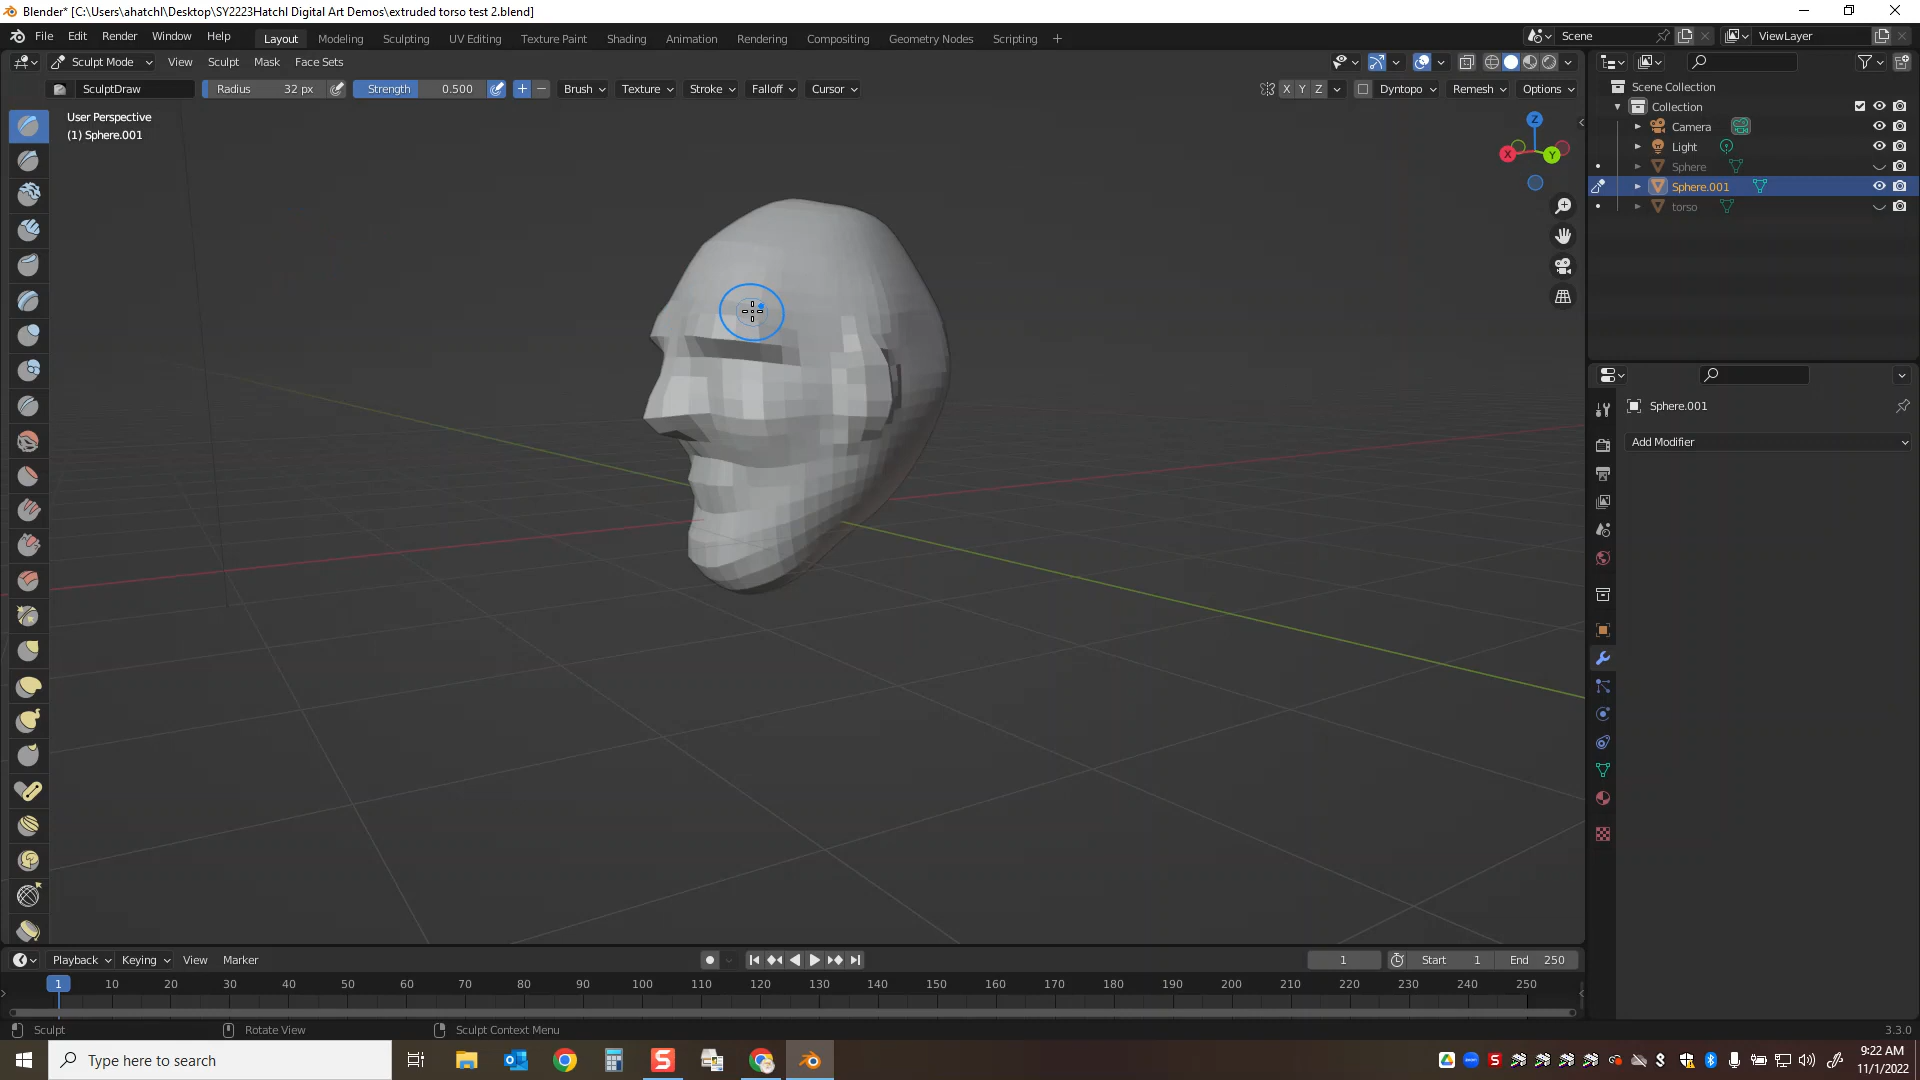 Blender* [C:\Users\ahatchl\Desktop\SY2223Hatchl Digital Art Demos\extruded torso test 2.blend]
File Edit Render Window Help Layout Modeling Sculpting UV Editing Texture Paint Shading Animation Rendering Compositing Geometry Nodes Scripting + Scene ViewLayer
Sculpt Mode View Sculpt Mask Face Sets
SculptDraw Radius 32 px Strength 0.500 Brush Texture Stroke Falloff Cursor X Y Z Dyntopo Remesh Options
User Perspective
(1) Sphere.001
Z
X
Y
Scene Collection
Collection
Camera
Light
Sphere
Sphere.001
torso
Sphere.001
Add Modifier
Playback Keying View Marker 1 Start 1 End 250
1 10 20 30 40 50 60 70 80 90 100 110 120 130 140 150 160 170 180 190 200 210 220 230 240 250
Sculpt Rotate View Sculpt Context Menu 3.3.0
Type here to search
9:22 AM
11/1/2022